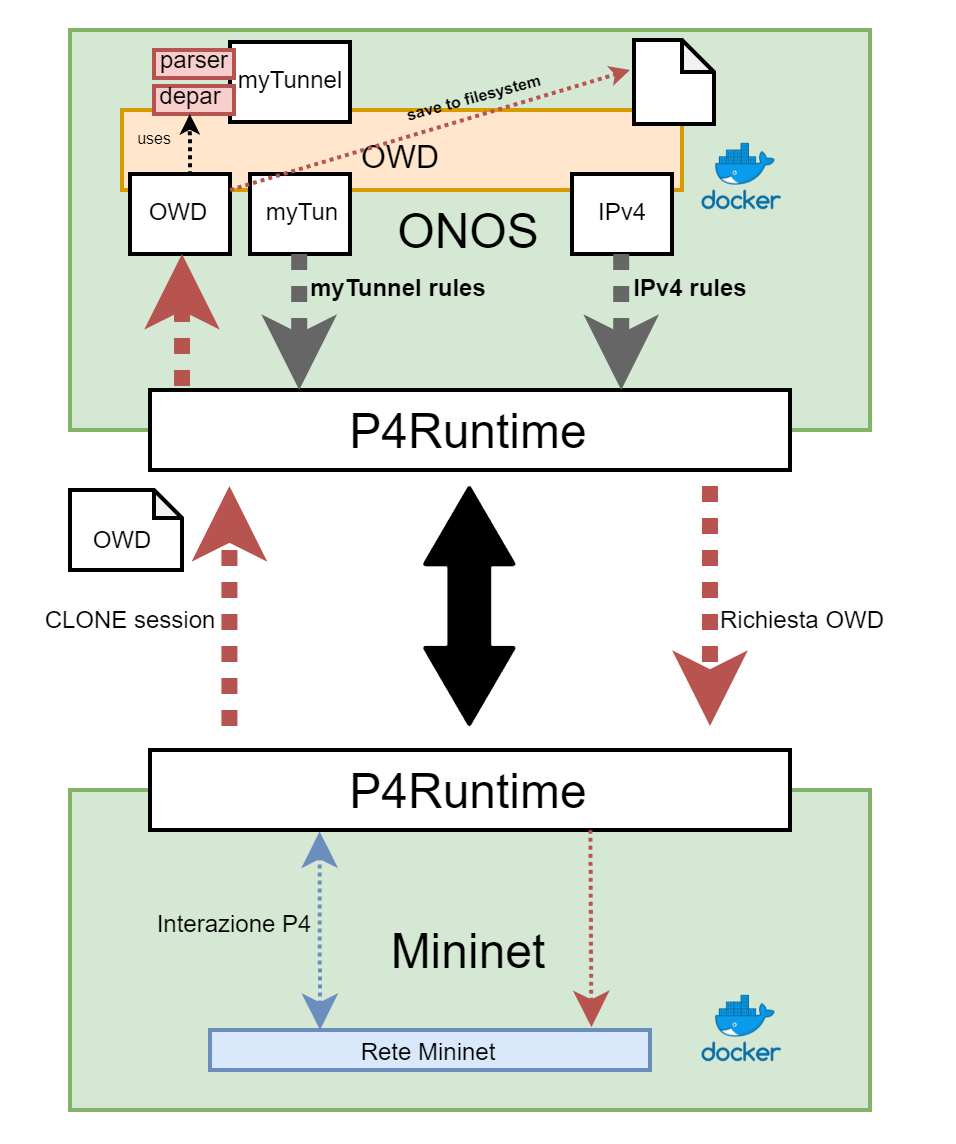 parser
myTunnel
depar
save to filesystem
uses
OWD
docker
OWD
myTun
IPv4
ONOS
myTunnel rules
IPv4 rules
P4Runtime
OWD
CLONE session
Richiesta OWD
P4Runtime
Interazione P4
Mininet
docker
Rete Mininet